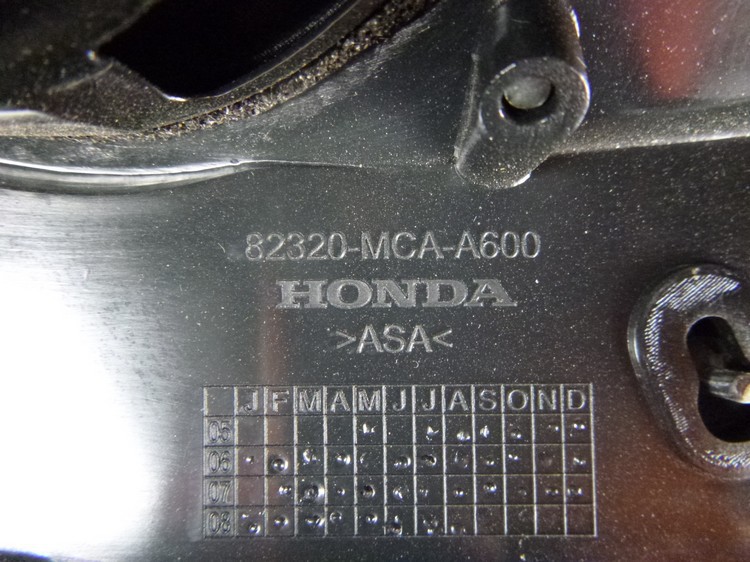 82320-MCA-A600
HONDA
>ASA<
J F M A M J J A S O N D
05
06
07
08